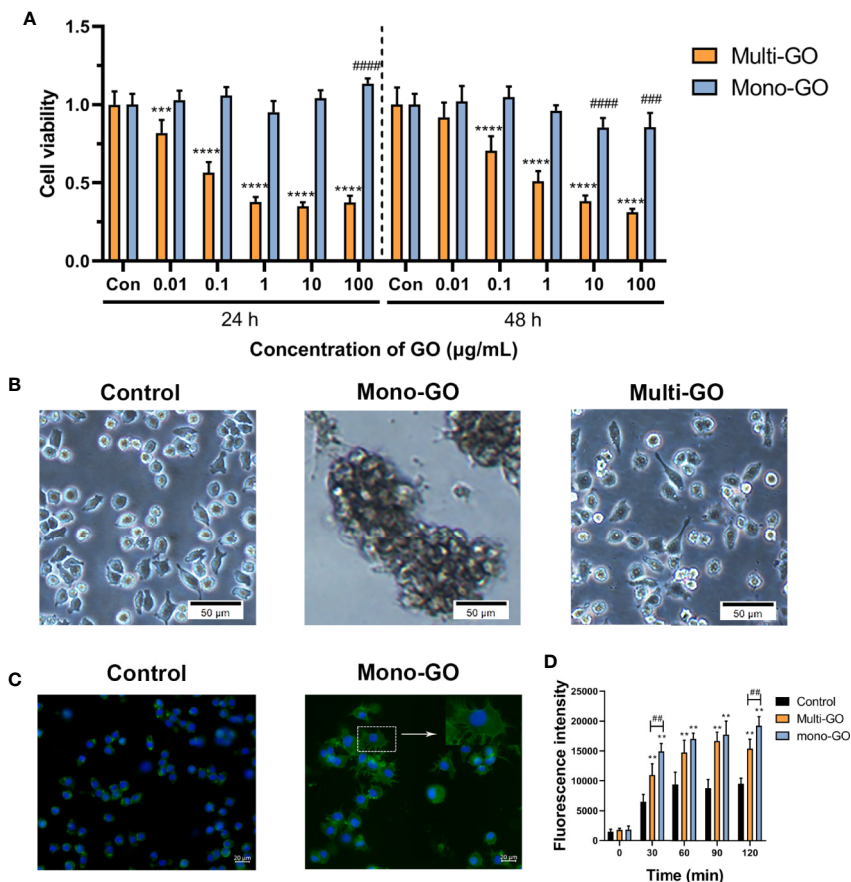 A
Cell viability
1.5
1.0
0.5
0.0
***
****
****
****
****
####
****
****
****
####
****
###
Con 0.01 0.1 1 10 100 Con 0.01 0.1 1 10 100
24 h 48 h
Concentration of GO (µg/mL)
Multi-GO
Mono-GO
B
Control Mono-GO Multi-GO
50 µm 50 µm 50 µm
C
Control Mono-GO
20 µm 20 µm
D
Fluorescence intensity
25000
20000
15000
10000
5000
0
** ## **
** **
** **
** ## **
0 30 60 90 120
Time (min)
Control
Multi-GO
mono-GO